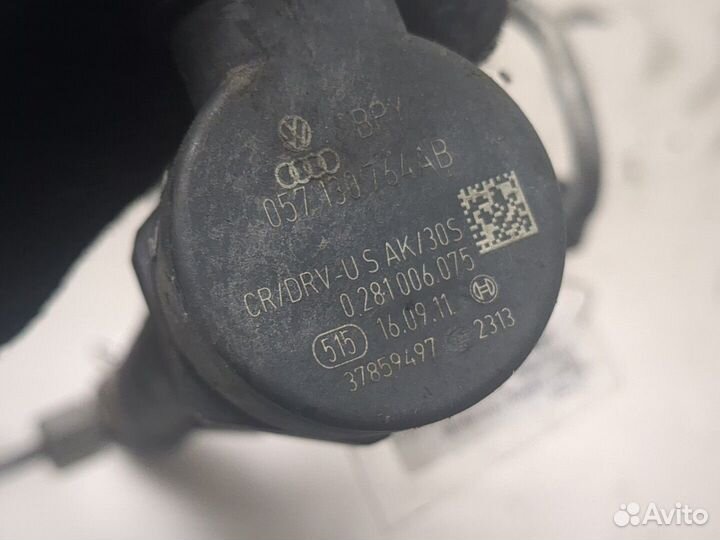 057 130 764 AB
CR/DRV-U S AK/30S
0 281 006 075
515 16.09.11
37859497 2313
Avito